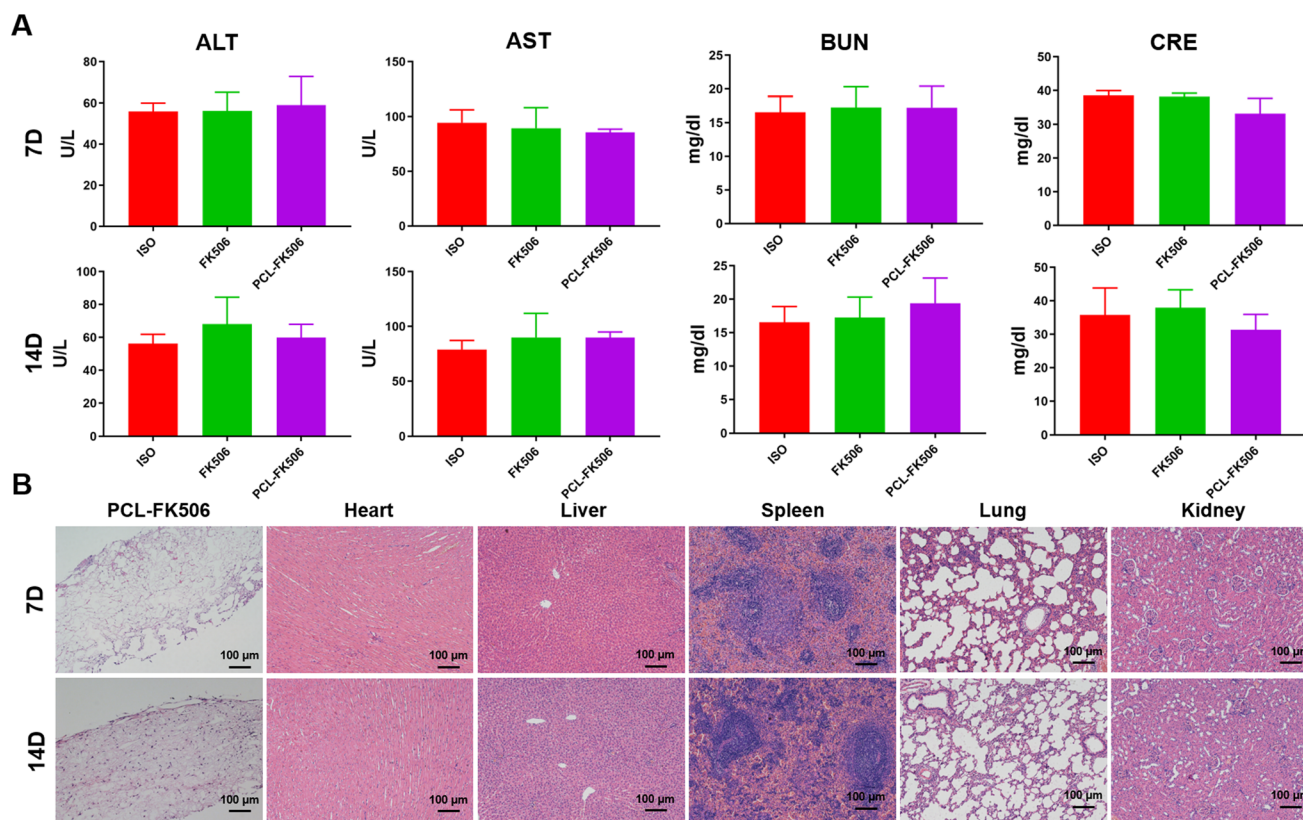 A
ALT
AST
BUN
CRE
7D
U/L
80
60
40
20
0
ISO
FK506
PCL-FK506
U/L
150
100
50
0
ISO
FK506
PCL-FK506
mg/dl
25
20
15
10
5
0
ISO
FK506
PCL-FK506
mg/dl
50
40
30
20
10
0
ISO
FK506
PCL-FK506
14D
U/L
100
80
60
40
20
0
ISO
FK506
PCL-FK506
U/L
150
100
50
0
ISO
FK506
PCL-FK506
mg/dl
25
20
15
10
5
0
ISO
FK506
PCL-FK506
mg/dl
50
40
30
20
10
0
ISO
FK506
PCL-FK506
B
PCL-FK506
Heart
Liver
Spleen
Lung
Kidney
7D
100 μm
100 μm
100 μm
100 μm
100 μm
100 μm
14D
100 μm
100 μm
100 μm
100 μm
100 μm
100 μm